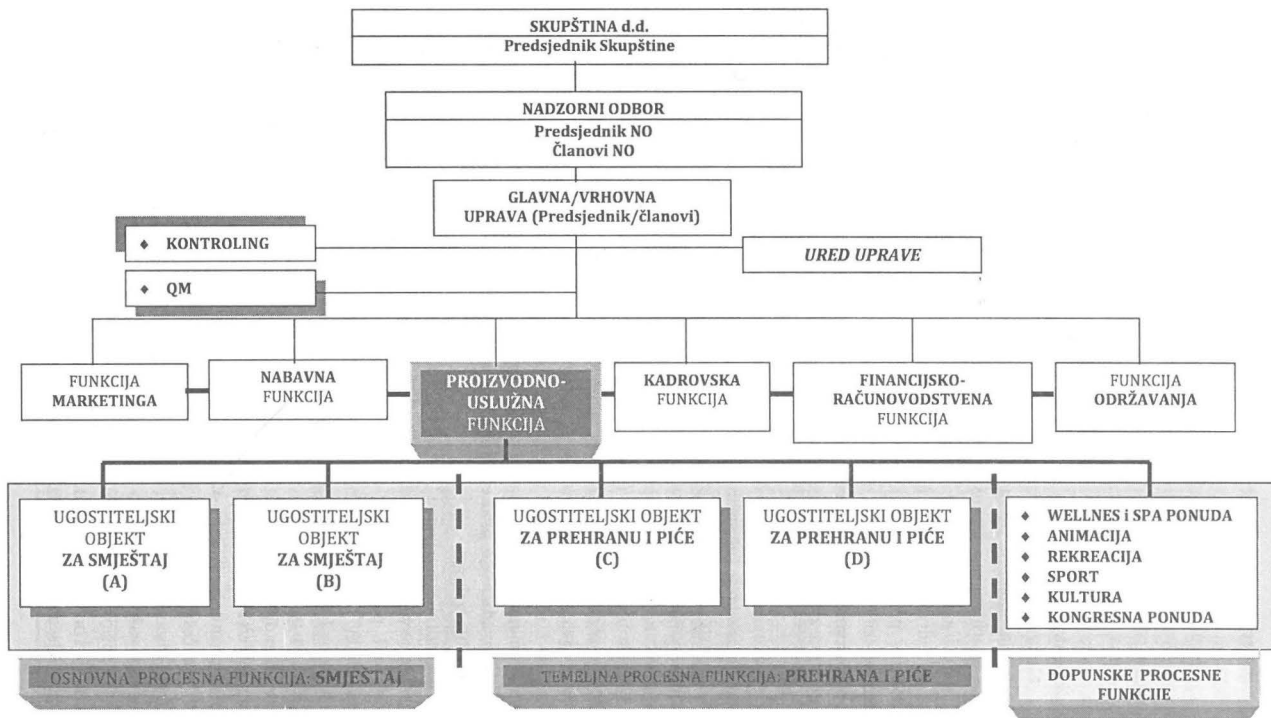 SKUPŠTINA d.d.
Predsjednik Skupštine
NADZORNI ODBOR
Predsjednik NO
Članovi NO
GLAVNA/VRHOVNA
UPRAVA (Predsjednik/članovi)
♦ KONTROLING
URED UPRAVE
♦ QM
FUNKCIJA
MARKETINGA
NABAVNA
FUNKCIJA
PROIZVODNO-
USLUŽNA
FUNKCIJA
KADROVSKA
FUNKCIJA
FINANCIJSKO-
RAČUNOVODSTVENA
FUNKCIJA
FUNKCIJA
ODRŽAVANJA
UGOSTITELJSKI
OBJEKT
ZA SMJEŠTAJ
(A)
UGOSTITELJSKI
OBJEKT
ZA SMJEŠTAJ
(B)
UGOSTITELJSKI OBJEKT
ZA PREHRANU I PIĆE
(C)
UGOSTITELJSKI OBJEKT
ZA PREHRANU I PIĆE
(D)
♦ WELLNES i SPA PONUDA
♦ ANIMACIJA
♦ REKREACIJA
♦ SPORT
♦ KULTURA
♦ KONGRESNA PONUDA
OSNOVNA PROCESNA FUNKCIJA: SMJEŠTAJ
TEMELJNA PROCESNA FUNKCIJA: PREHRANA I PIĆE
DOPUNSKE PROCESNE
FUNKCIJE